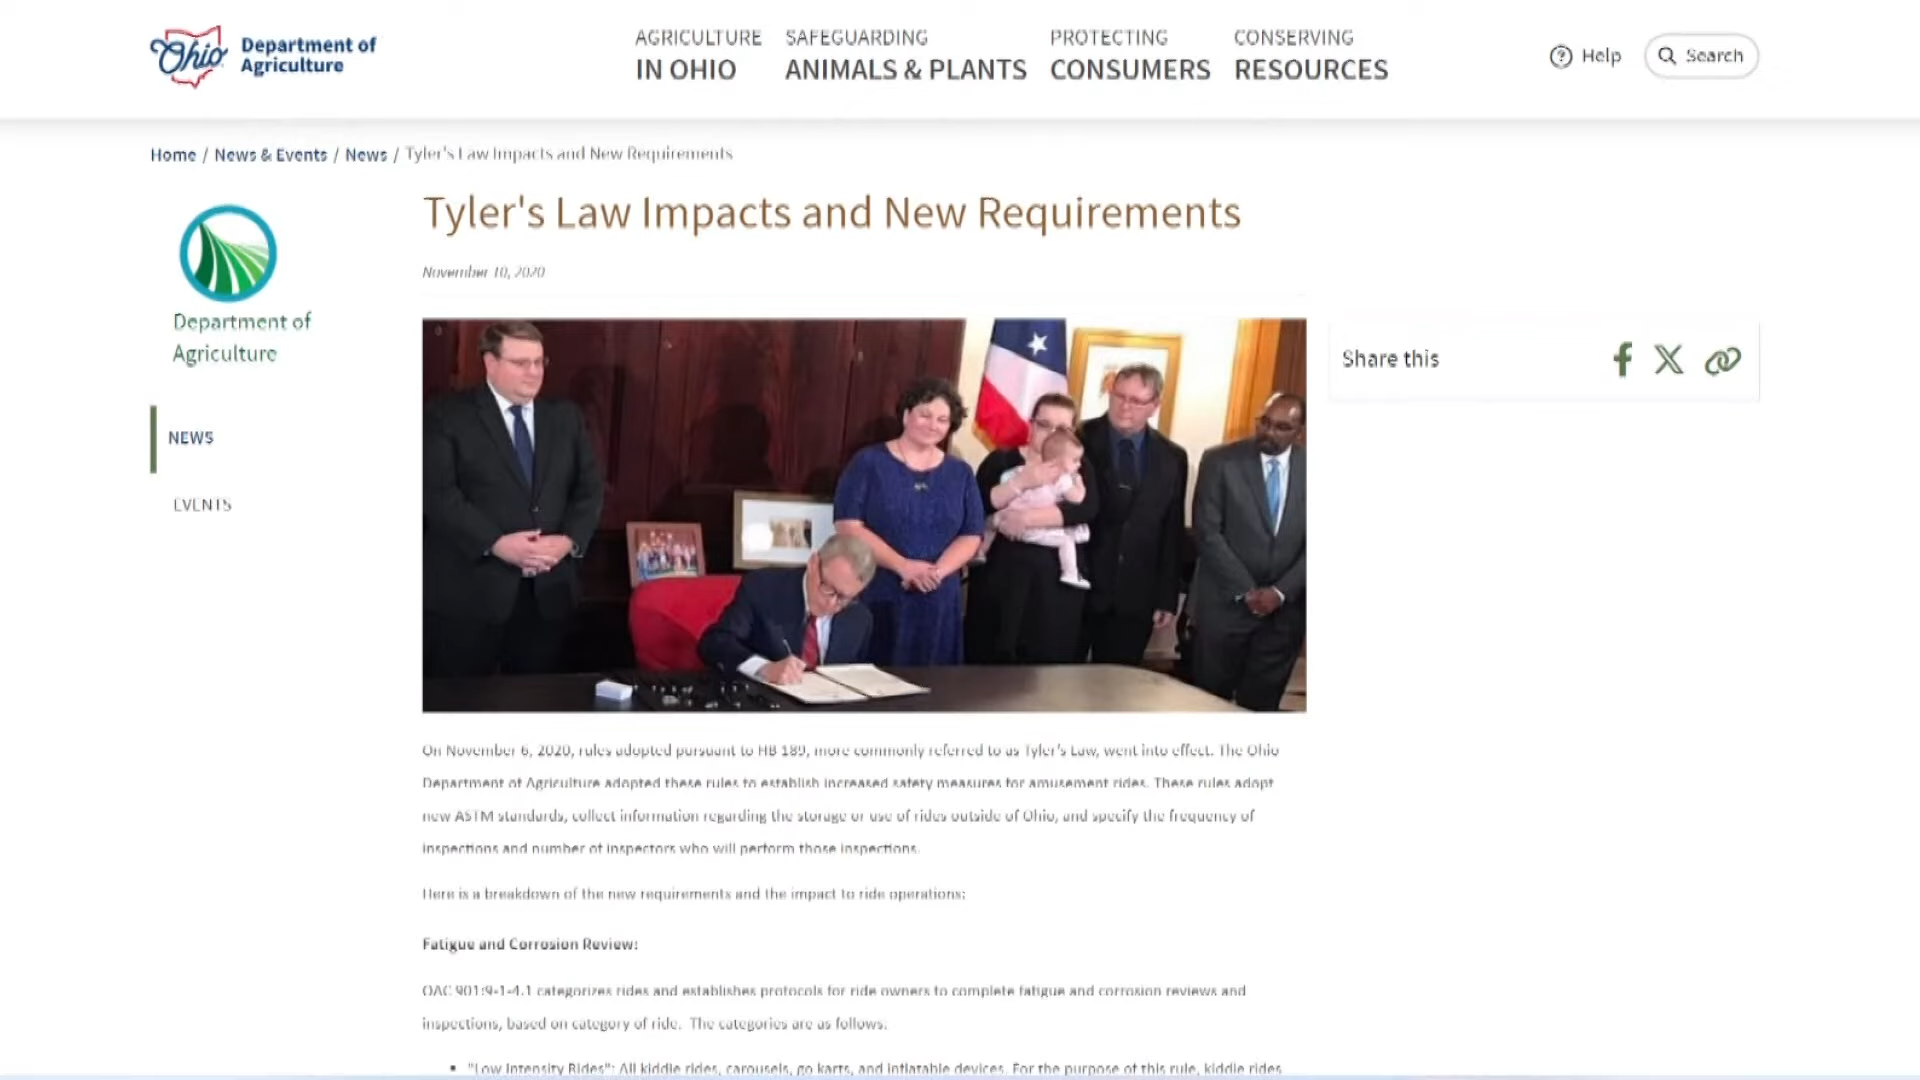 Ohio Department of
Agriculture
AGRICULTURE
IN OHIO
SAFEGUARDING
ANIMALS & PLANTS
PROTECTING
CONSUMERS
CONSERVING
RESOURCES
Help
Search
Home / News & Events / News / Tyler's Law Impacts and New Requirements
Department of
Agriculture
NEWS
EVENTS
Tyler's Law Impacts and New Requirements
November 10, 2020
Share this
On November 6, 2020, rules adopted pursuant to HB 189, more commonly referred to as Tyler's Law, went into effect. The Ohio
Department of Agriculture adopted these rules to establish increased safety measures for amusement rides. These rules adopt
new ASTM standards, collect information regarding the storage or use of rides outside of Ohio, and specify the frequency of
inspections and number of inspectors who will perform those inspections.
Here is a breakdown of the new requirements and the impact to ride operations:
Fatigue and Corrosion Review:
OAC 901:9-1-4.1 categorizes rides and establishes protocols for ride owners to complete fatigue and corrosion reviews and
inspections, based on category of ride. The categories are as follows:
▪ "Low Intensity Rides": All kiddie rides, carousels, go karts, and inflatable devices. For the purpose of this rule, kiddie rides